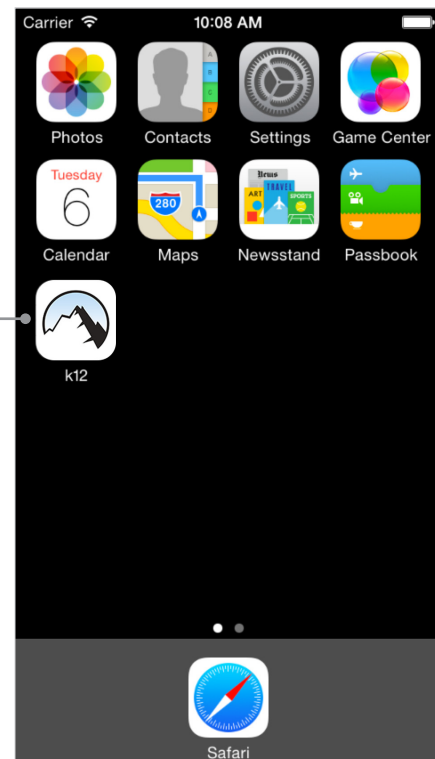 Carrier 10:08 AM
Photos Contacts Settings Game Center
Tuesday
6
280
News
TRAVEL
ART SPORTS
Calendar Maps Newsstand Passbook
k12
Safari